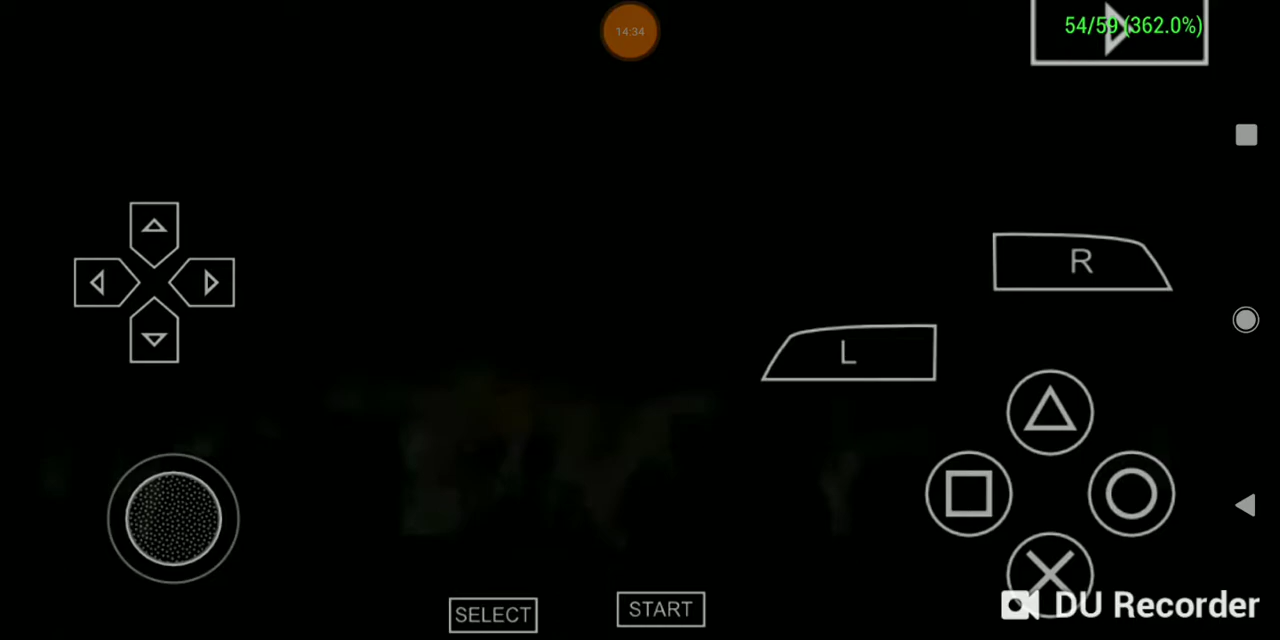 14:34
54/59 (362.0%)
R
L
SELECT
START
DU Recorder